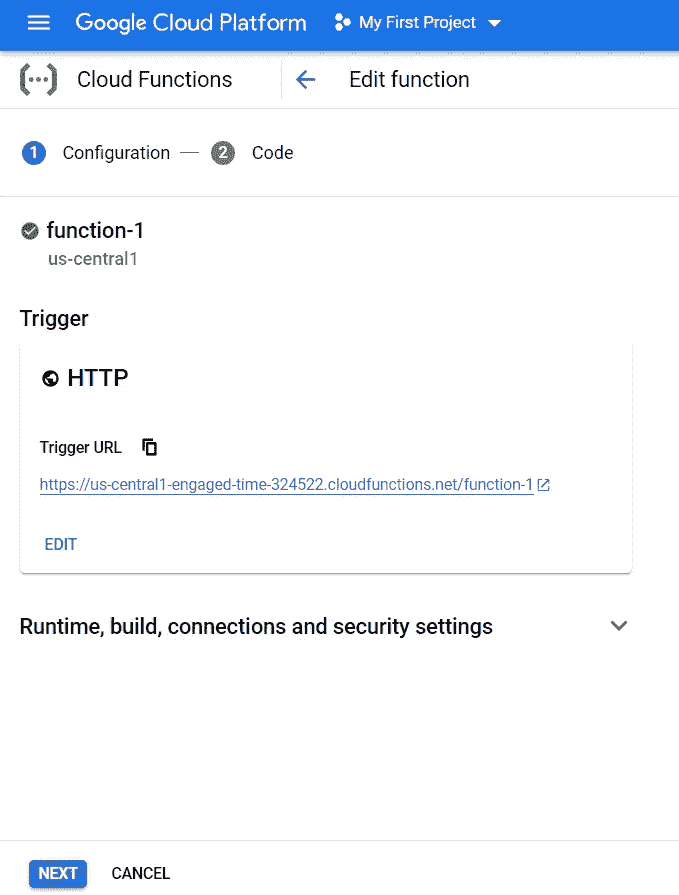 Google Cloud Platform My First Project
Cloud Functions Edit function
1 Configuration 2 Code
function-1
us-central1
Trigger
HTTP
Trigger URL
https://us-central1-engaged-time-324522.cloudfunctions.net/function-1
EDIT
Runtime, build, connections and security settings
NEXT CANCEL